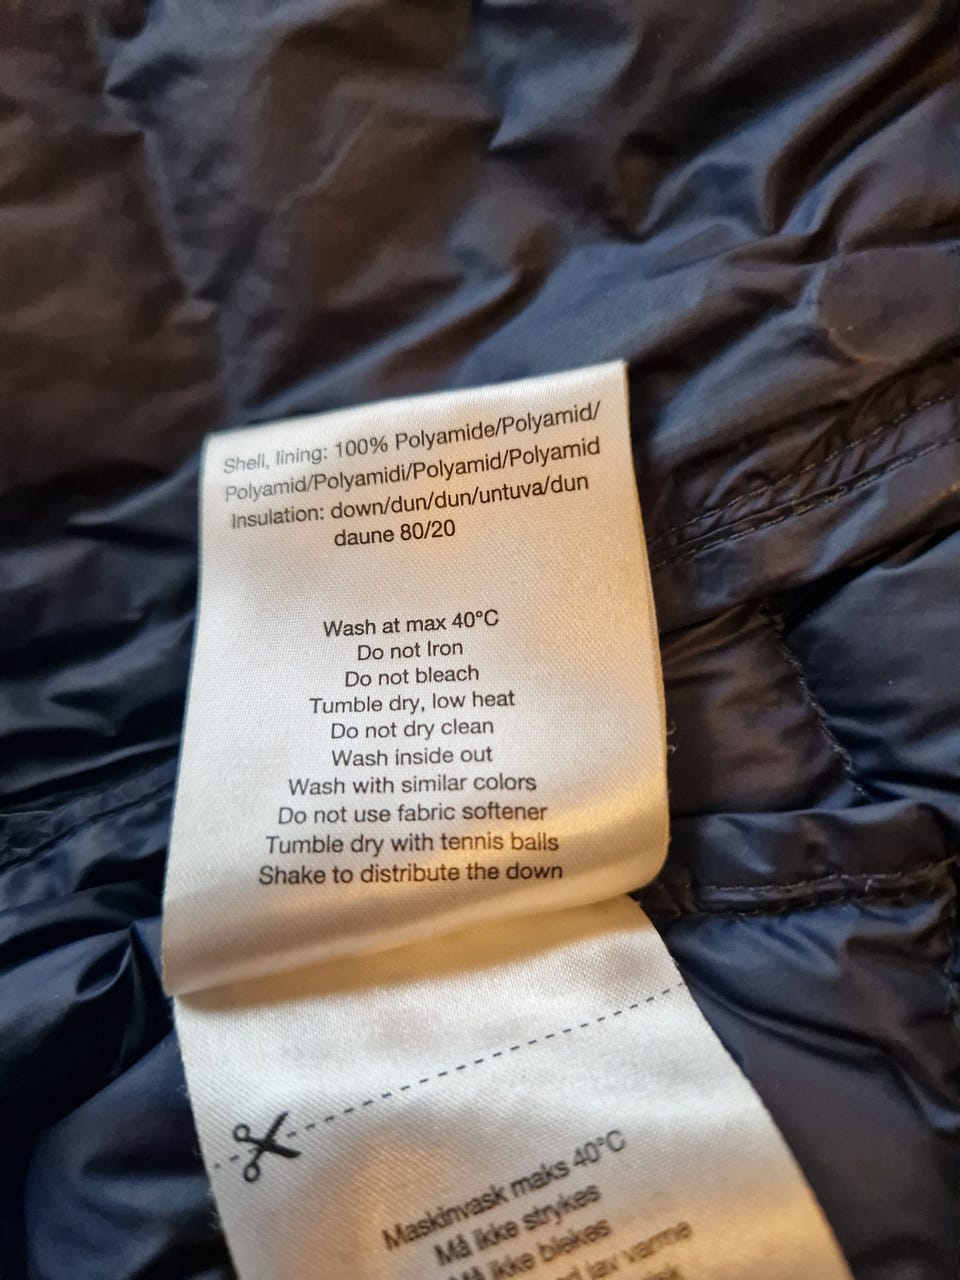 Shell, lining: 100% Polyamide/Polyamid/
Polyamid/Polyamidi/Polyamid/Polyamid
Insulation: down/dun/dun/untuva/dun
daune 80/20
Wash at max 40°C
Do not Iron
Do not bleach
Tumble dry, low heat
Do not dry clean
Wash inside out
Wash with similar colors
Do not use fabric softener
Tumble dry with tennis balls
Shake to distribute the down
Maskinvask maks 40°C
Må ikke strykes
Må ikke blekes
lav varme